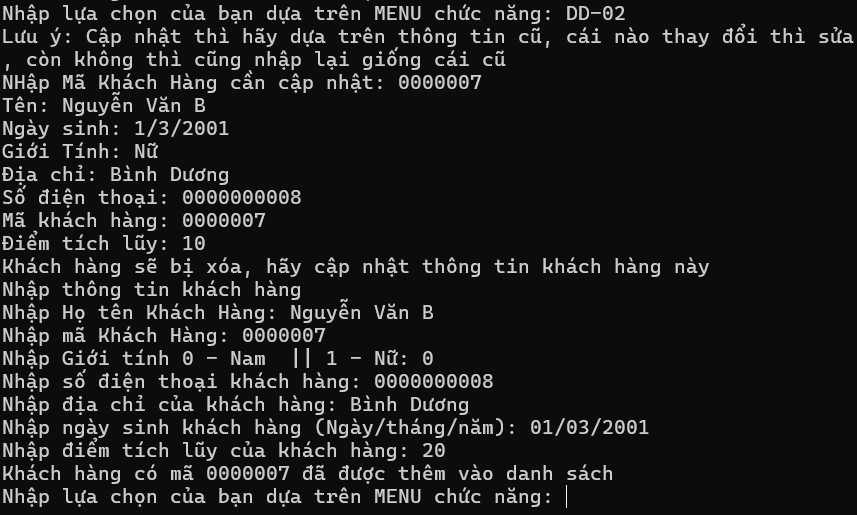 Nhập lựa chọn của bạn dựa trên MENU chức năng: DD-02
Lưu ý: Cập nhật thì hãy dựa trên thông tin cũ, cái nào thay đổi thì sửa
, còn không thì cũng nhập lại giống cái cũ
NHập Mã Khách Hàng cần cập nhật: 0000007
Tên: Nguyễn Văn B
Ngày sinh: 1/3/2001
Giới Tính: Nữ
Địa chỉ: Bình Dương
Số điện thoại: 0000000008
Mã khách hàng: 0000007
Điểm tích lũy: 10
Khách hàng sẽ bị xóa, hãy cập nhật thông tin khách hàng này
Nhập thông tin khách hàng
Nhập Họ tên Khách Hàng: Nguyễn Văn B
Nhập mã Khách Hàng: 0000007
Nhập Giới tính 0 - Nam  || 1 - Nữ: 0
Nhập số điện thoại khách hàng: 0000000008
Nhập địa chỉ của khách hàng: Bình Dương
Nhập ngày sinh khách hàng (Ngày/tháng/năm): 01/03/2001
Nhập điểm tích lũy của khách hàng: 20
Khách hàng có mã 0000007 đã được thêm vào danh sách
Nhập lựa chọn của bạn dựa trên MENU chức năng: